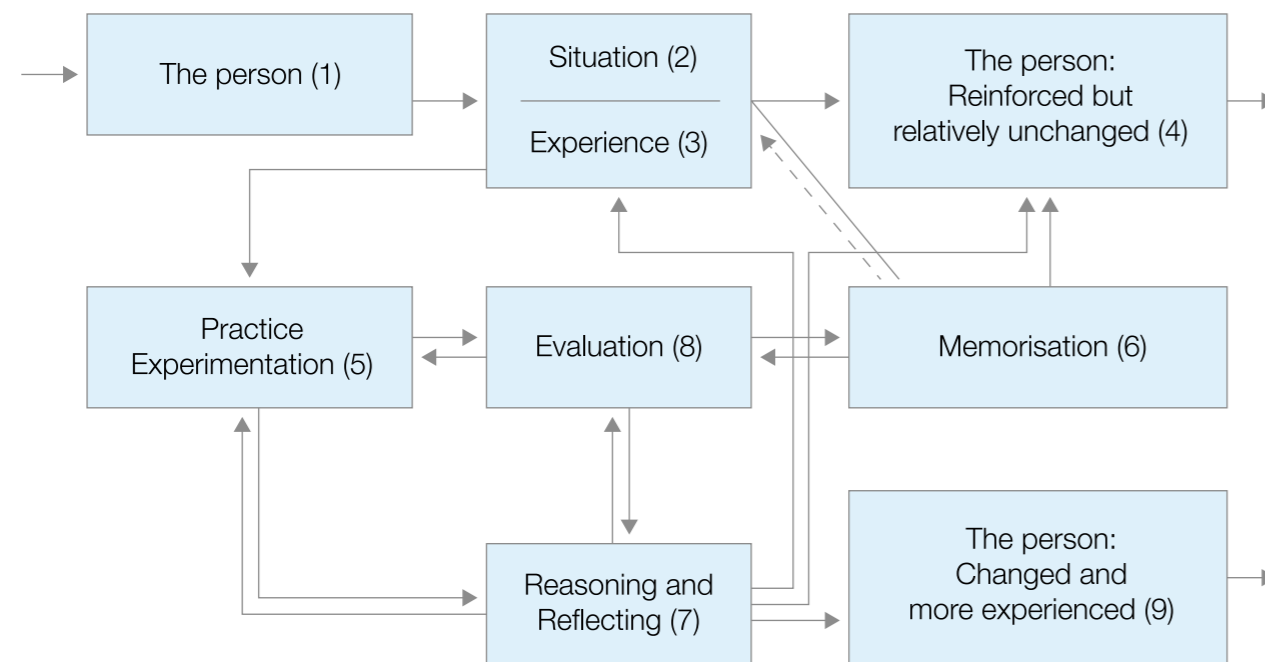 The person (1)
Situation (2)
Experience (3)
The person:
Reinforced but
relatively unchanged (4)
Practice
Experimentation (5)
Evaluation (8)
Memorisation (6)
Reasoning and
Reflecting (7)
The person:
Changed and
more experienced (9)